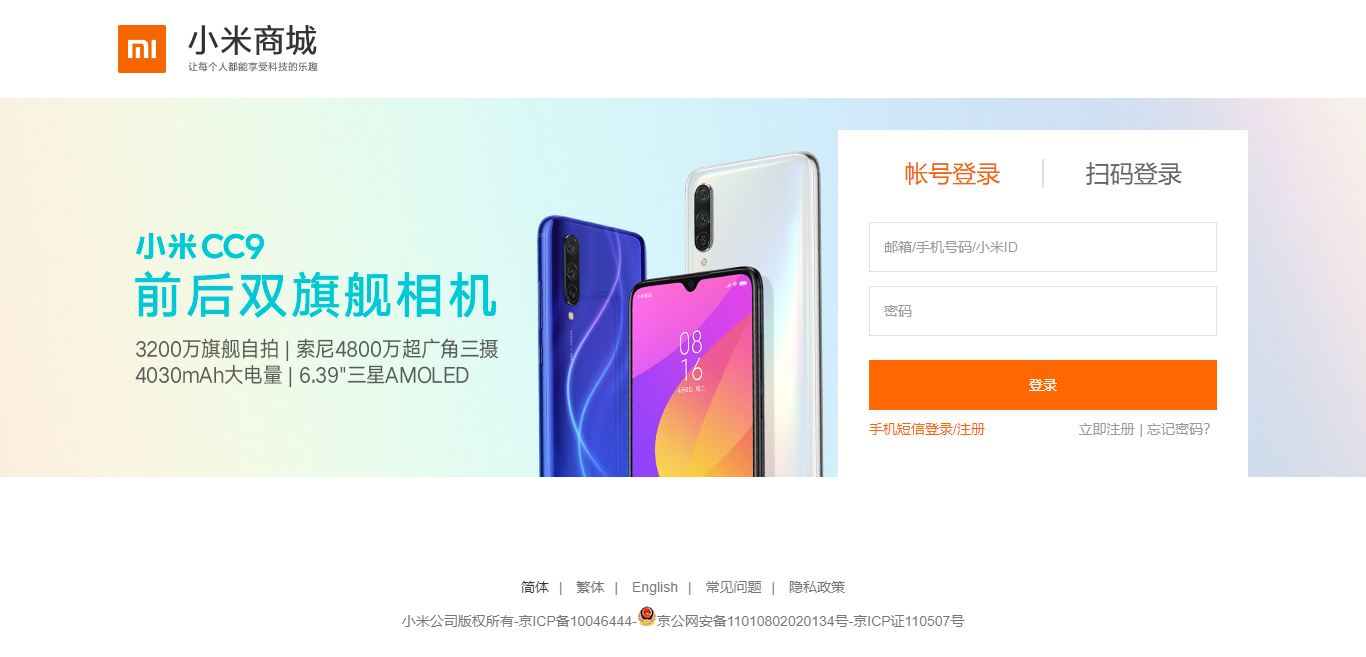 小米商城
让每个人都能享受科技的乐趣
帐号登录
扫码登录
邮箱/手机号码/小米ID
密码
登录
手机短信登录/注册
立即注册 | 忘记密码?
小米CC9
前后双旗舰相机
3200万旗舰自拍 | 索尼4800万超广角三摄
4030mAh大电量 | 6.39"三星AMOLED
08
16
简体 | 繁体 | English | 常见问题 | 隐私政策
小米公司版权所有-京ICP备10046444-京公网安备11010802020134号-京ICP证110507号